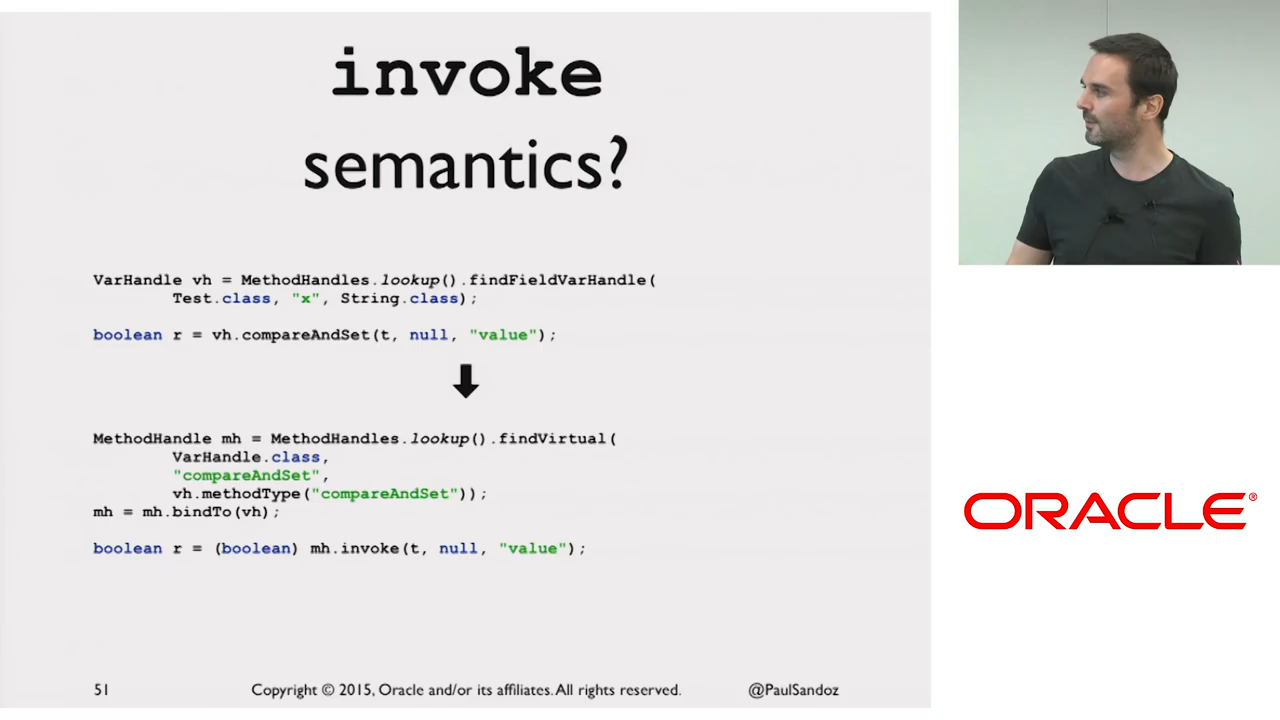 invoke
semantics?
VarHandle vh = MethodHandles.lookup().findFieldVarHandle(
Test.class, "x", String.class);
boolean r = vh.compareAndSet(t, null, "value");
MethodHandle mh = MethodHandles.lookup().findVirtual(
VarHandle.class,
"compareAndSet",
vh.methodType("compareAndSet"));
mh = mh.bindTo(vh);
boolean r = (boolean) mh.invoke(t, null, "value");
51 Copyright © 2015, Oracle and/or its affiliates. All rights reserved. @PaulSandoz
ORACLE®